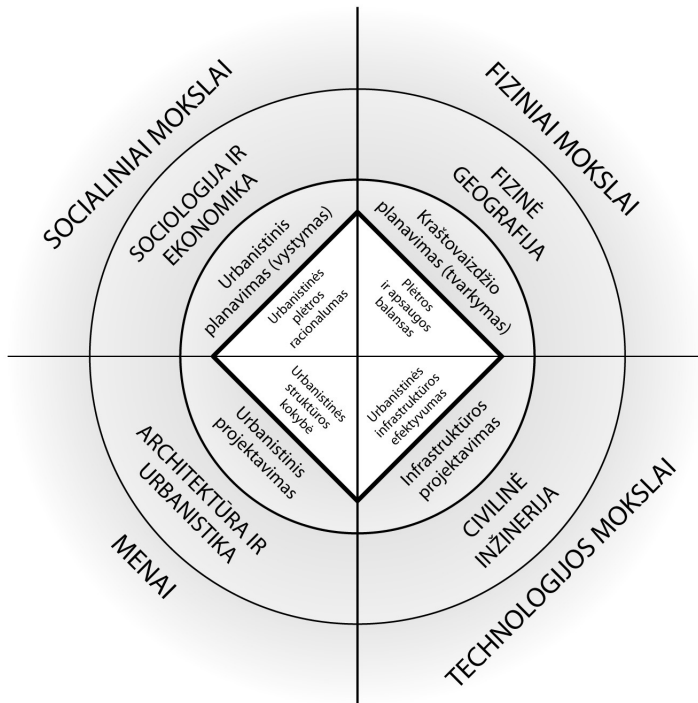 SOCIALINIAI MOKSLAI
SOCIOLOGIJA IR
EKONOMIKA
Urbanistinis
planavimas (vystymas)
Urbanistinės
plėtros
racionalumas
FIZINIAI MOKSLAI
FIZINĖ
GEOGRAFIJA
Kraštovaizdžio
planavimas (tvarkymas)
Plėtros
ir apsaugos
balansas
Urbanistinės
struktūros
kokybė
Urbanistinis
projektavimas
ARCHITEKTŪRA IR
URBANISTIKA
MENAI
Urbanistinės
infrastruktūros
efektyvumas
Infrastruktūros
projektavimas
CIVILINĖ
INŽINERIJA
TECHNOLOGIJOS MOKSLAI